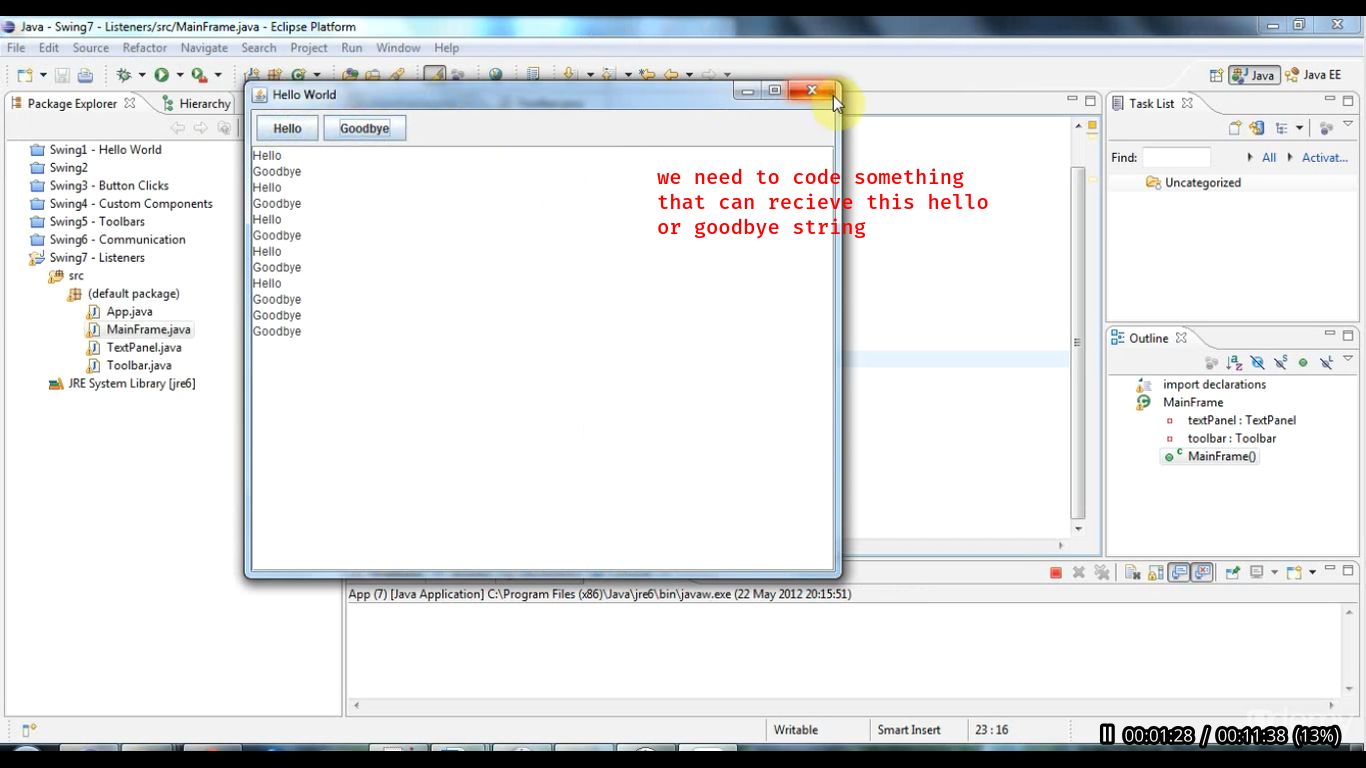 Java - Swing7 - Listeners/src/MainFrame.java - Eclipse Platform
File Edit Source Refactor Navigate Search Project Run Window Help
Java Java EE
Package Explorer Hierarchy
Swing1 - Hello World
Swing2
Swing3 - Button Clicks
Swing4 - Custom Components
Swing5 - Toolbars
Swing6 - Communication
Swing7 - Listeners
src
(default package)
App.java
MainFrame.java
TextPanel.java
Toolbar.java
JRE System Library [jre6]
Hello World
Hello Goodbye
Hello
Goodbye
Hello
Goodbye
Hello
Goodbye
Hello
Goodbye
Hello
Goodbye
Goodbye
Goodbye
we need to code something
that can recieve this hello
or goodbye string
Task List
Find: All Activat...
Uncategorized
Outline
import declarations
MainFrame
textPanel : TextPanel
toolbar : Toolbar
MainFrame()
App (7) [Java Application] C:\Program Files (x86)\Java\jre6\bin\javaw.exe (22 May 2012 20:15:51)
Writable Smart Insert 23 : 16
00:01:28 / 00:11:38 (13%)